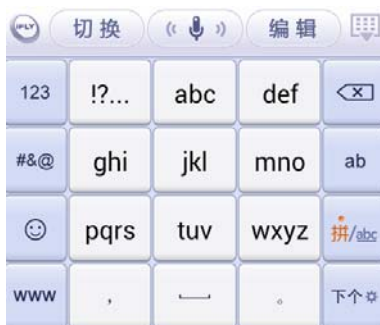 iFLY 切换 编辑
123 !?... abc def
#&@ ghi jkl mno ab
pqrs tuv wxyz 拼/abc
www , 。 下个